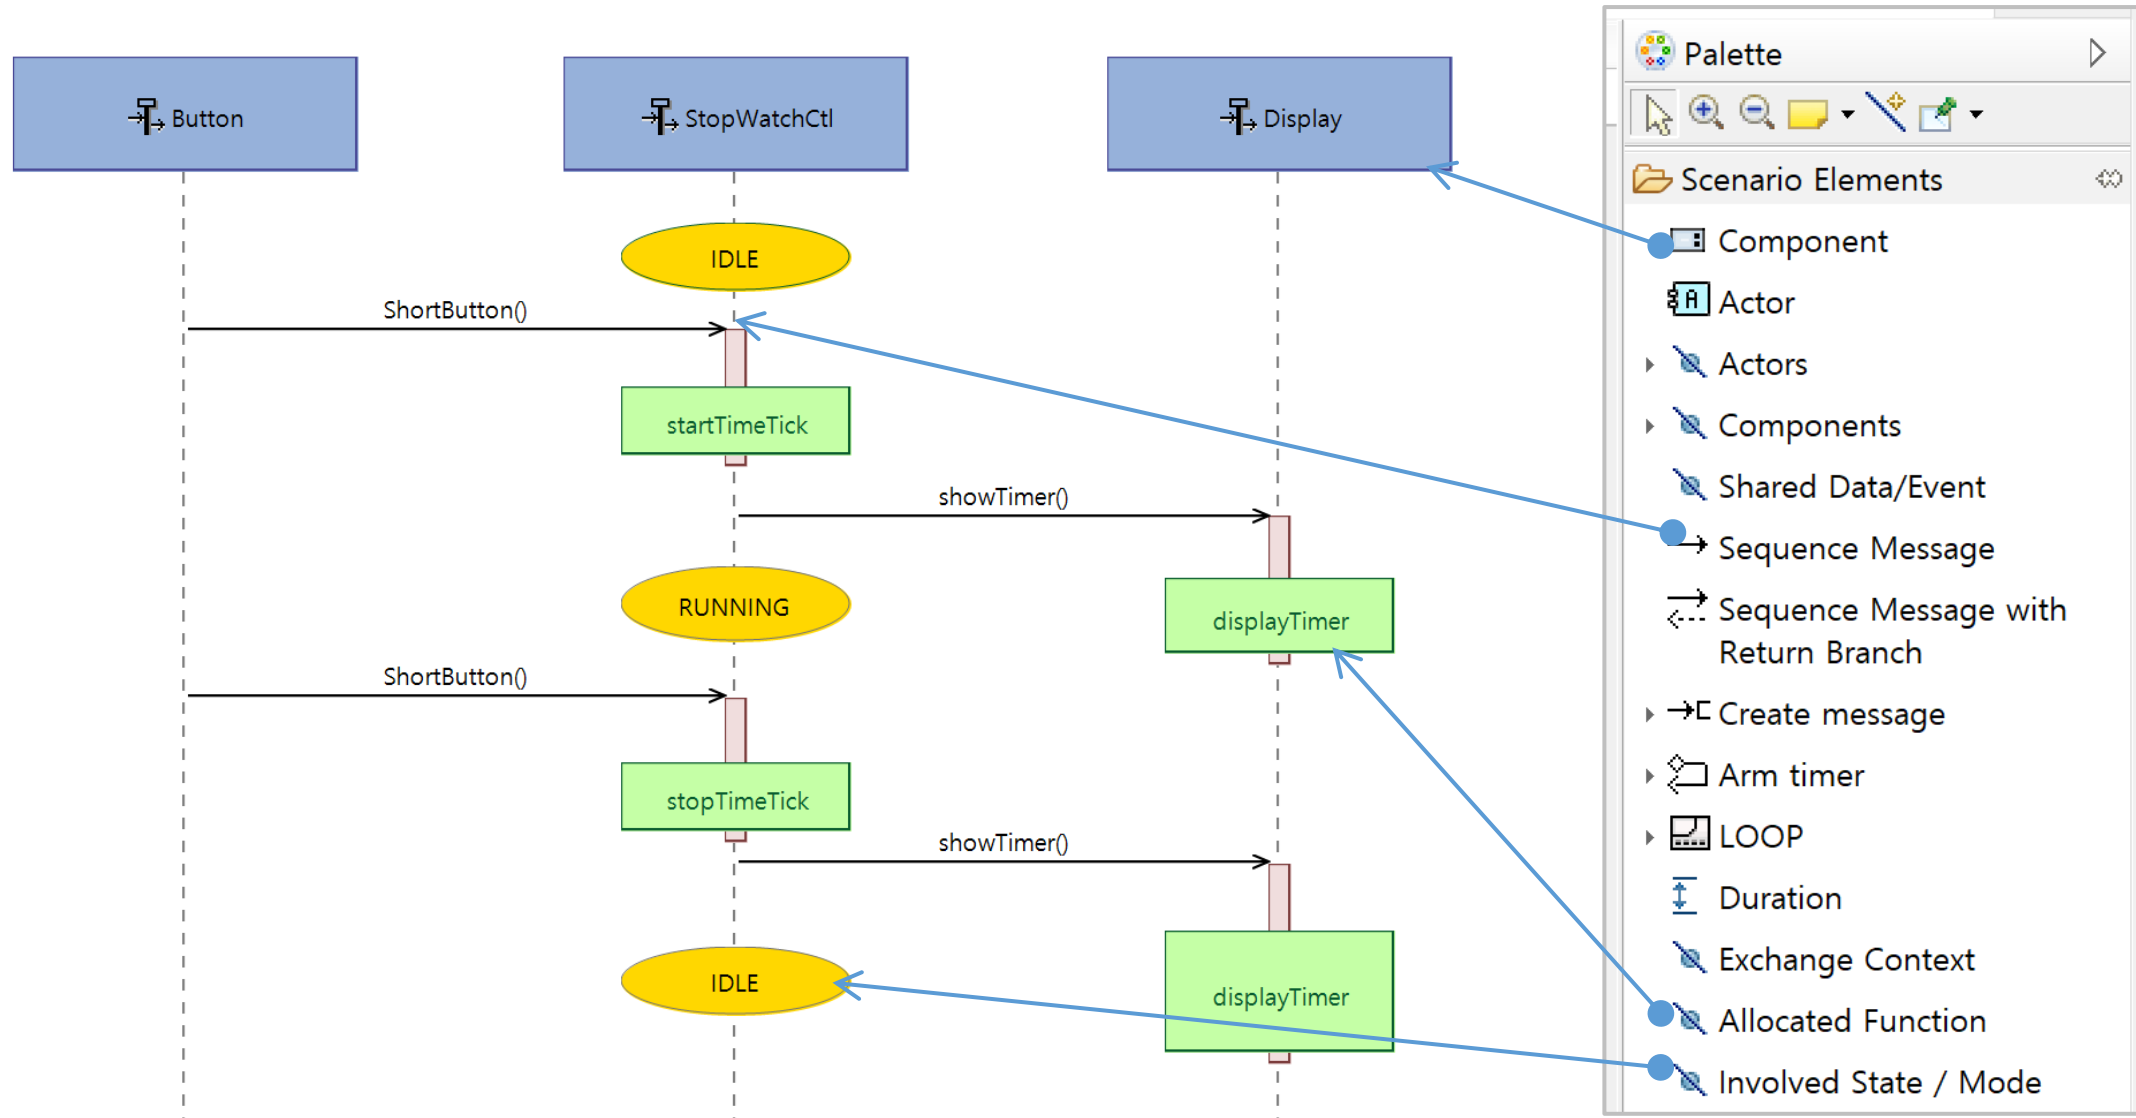 Button
StopWatchCtl
Display
IDLE
ShortButton()
startTimeTick
showTimer()
RUNNING
displayTimer
ShortButton()
stopTimeTick
showTimer()
IDLE
displayTimer
Palette
Scenario Elements
Component
Actor
Actors
Components
Shared Data/Event
Sequence Message
Sequence Message with
Return Branch
Create message
Arm timer
LOOP
Duration
Exchange Context
Allocated Function
Involved State / Mode